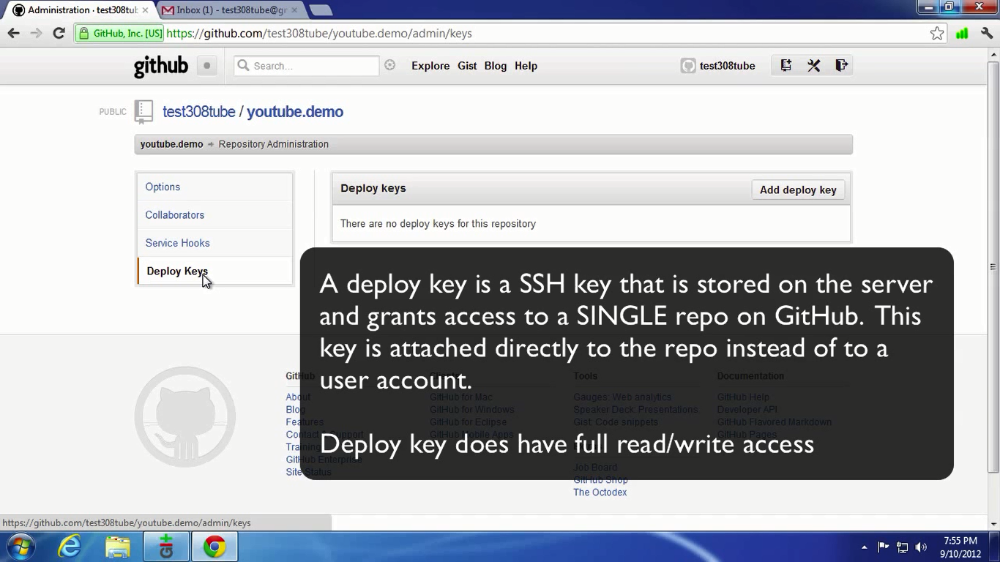 Administration · test308tub
Inbox (1) - test308tube@gr
GitHub, Inc. [US]
https://github.com/test308tube/youtube.demo/admin/keys
github
Search...
Explore Gist Blog Help
test308tube
PUBLIC
test308tube / youtube.demo
youtube.demo Repository Administration
Options
Collaborators
Service Hooks
Deploy Keys
Deploy keys
Add deploy key
There are no deploy keys for this repository
A deploy key is a SSH key that is stored on the server
and grants access to a SINGLE repo on GitHub. This
key is attached directly to the repo instead of to a
user account.
Deploy key does have full read/write access
GitHub
About
Blog
Features
Contact & Support
Training
GitHub Enterprise
Site Status
Clients
GitHub for Mac
GitHub for Windows
GitHub for Eclipse
GitHub Mobile Apps
Tools
Gauges: Web analytics
Speaker Deck: Presentations
Gist: Code snippets
Job Board
GitHub Shop
The Octodex
Documentation
GitHub Help
Developer API
GitHub Flavored Markdown
GitHub Pages
https://github.com/test308tube/youtube.demo/admin/keys
git
7:55 PM
9/10/2012